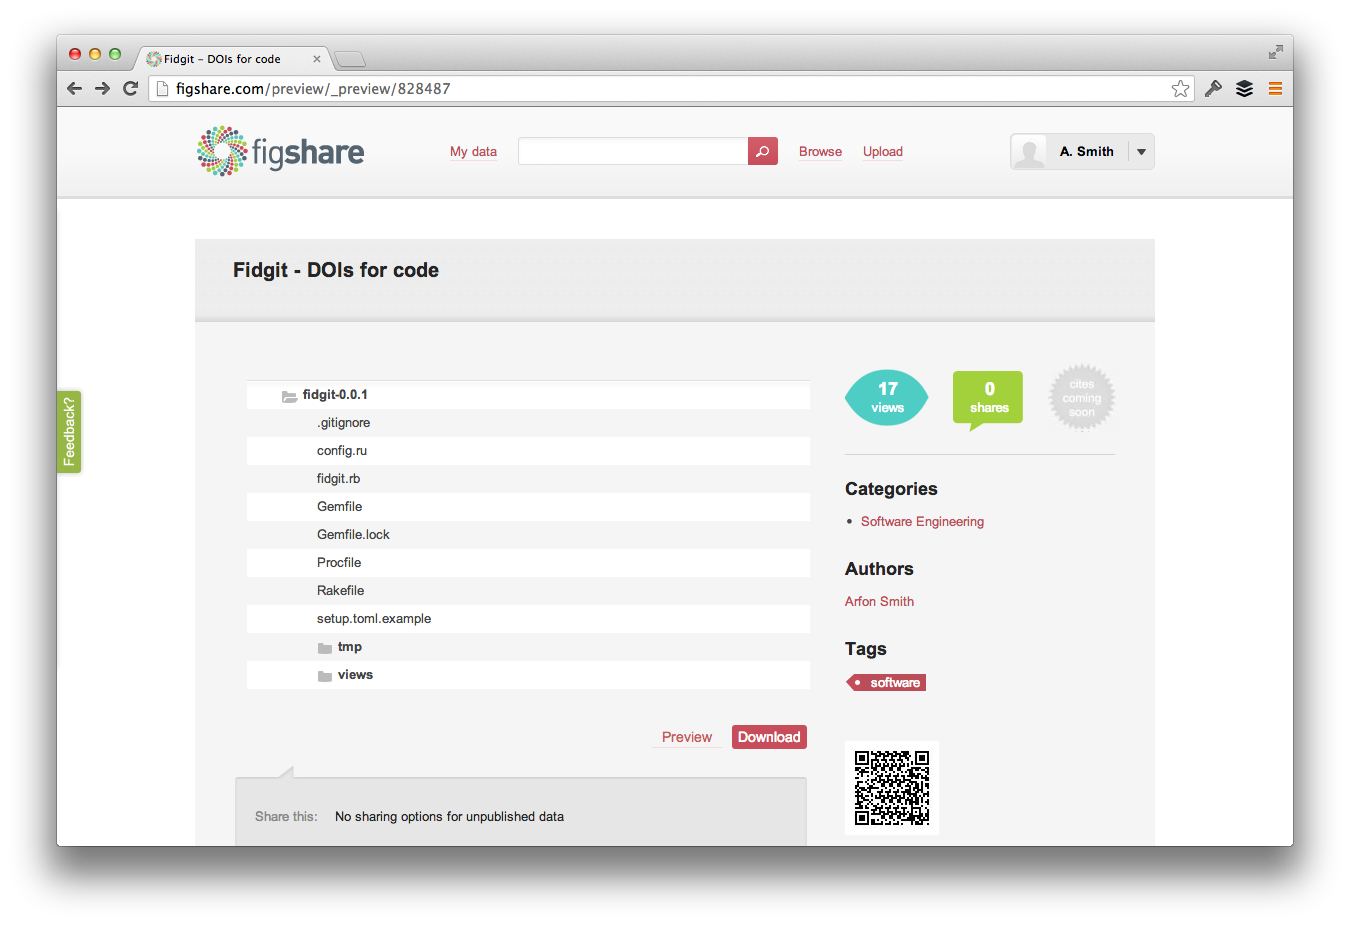 Fidgit – DOIs for code
figshare.com/preview/_preview/828487
figshare
My data
Browse
Upload
A. Smith
Fidgit - DOIs for code
Feedback?
fidgit-0.0.1
.gitignore
config.ru
fidgit.rb
Gemfile
Gemfile.lock
Procfile
Rakefile
setup.toml.example
tmp
views
Preview
Download
Share this: No sharing options for unpublished data
17
views
0
shares
cites
coming
soon
Categories
• Software Engineering
Authors
Arfon Smith
Tags
software